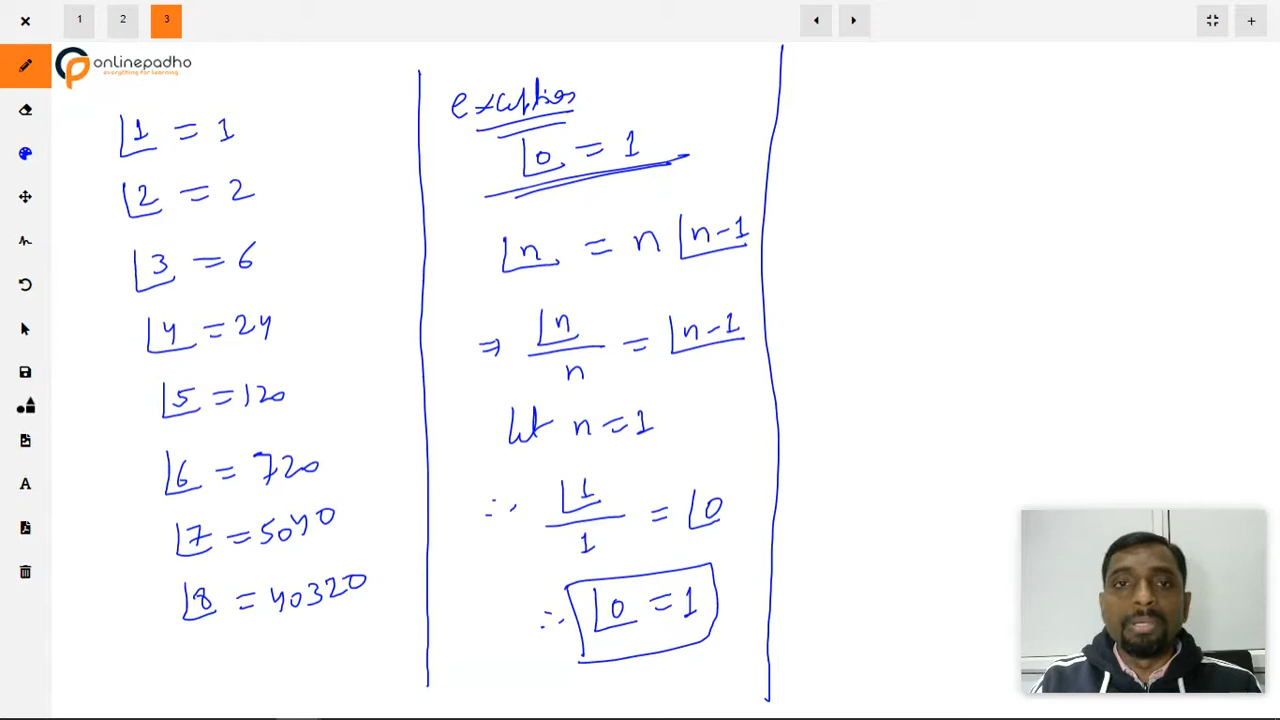 1 2 3
onlinepadho
everything for learning
⌊1 = 1
⌊2 = 2
⌊3 = 6
⌊4 = 24
⌊5 = 120
⌊6 = 720
⌊7 = 5040
⌊8 = 40320
exception
⌊0 = 1
⌊n = n ⌊n-1
⇒ ⌊n / n = ⌊n-1
let n = 1
∴ ⌊1 / 1 = ⌊0
∴ ⌊0 = 1